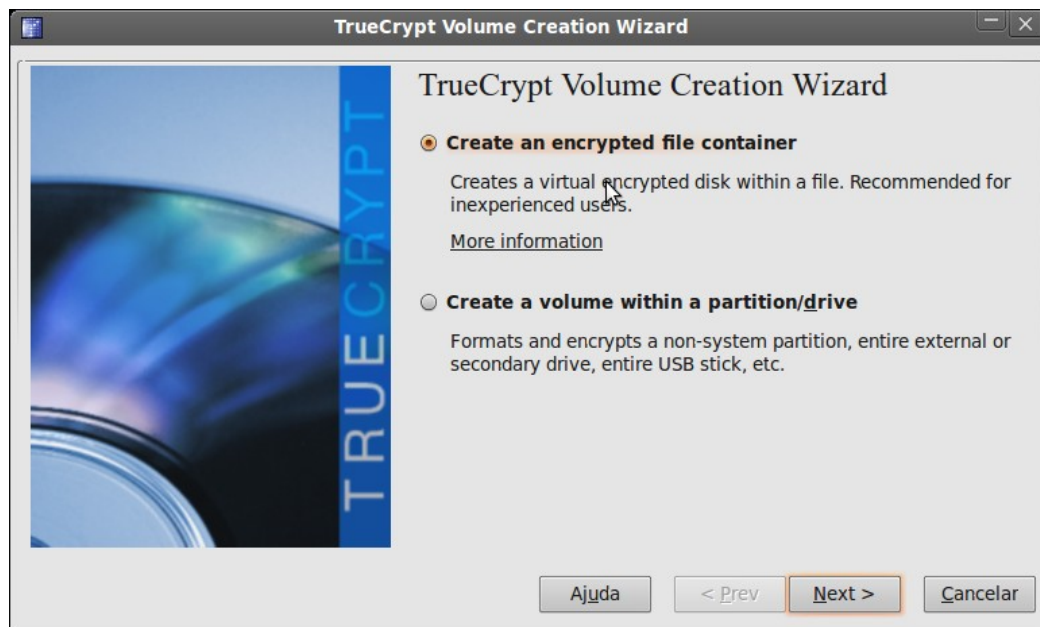 TrueCrypt Volume Creation Wizard
TRUECRYPT
TrueCrypt Volume Creation Wizard
Create an encrypted file container
Creates a virtual encrypted disk within a file. Recommended for
inexperienced users.
More information
Create a volume within a partition/drive
Formats and encrypts a non-system partition, entire external or
secondary drive, entire USB stick, etc.
Ajuda
< Prev
Next >
Cancelar